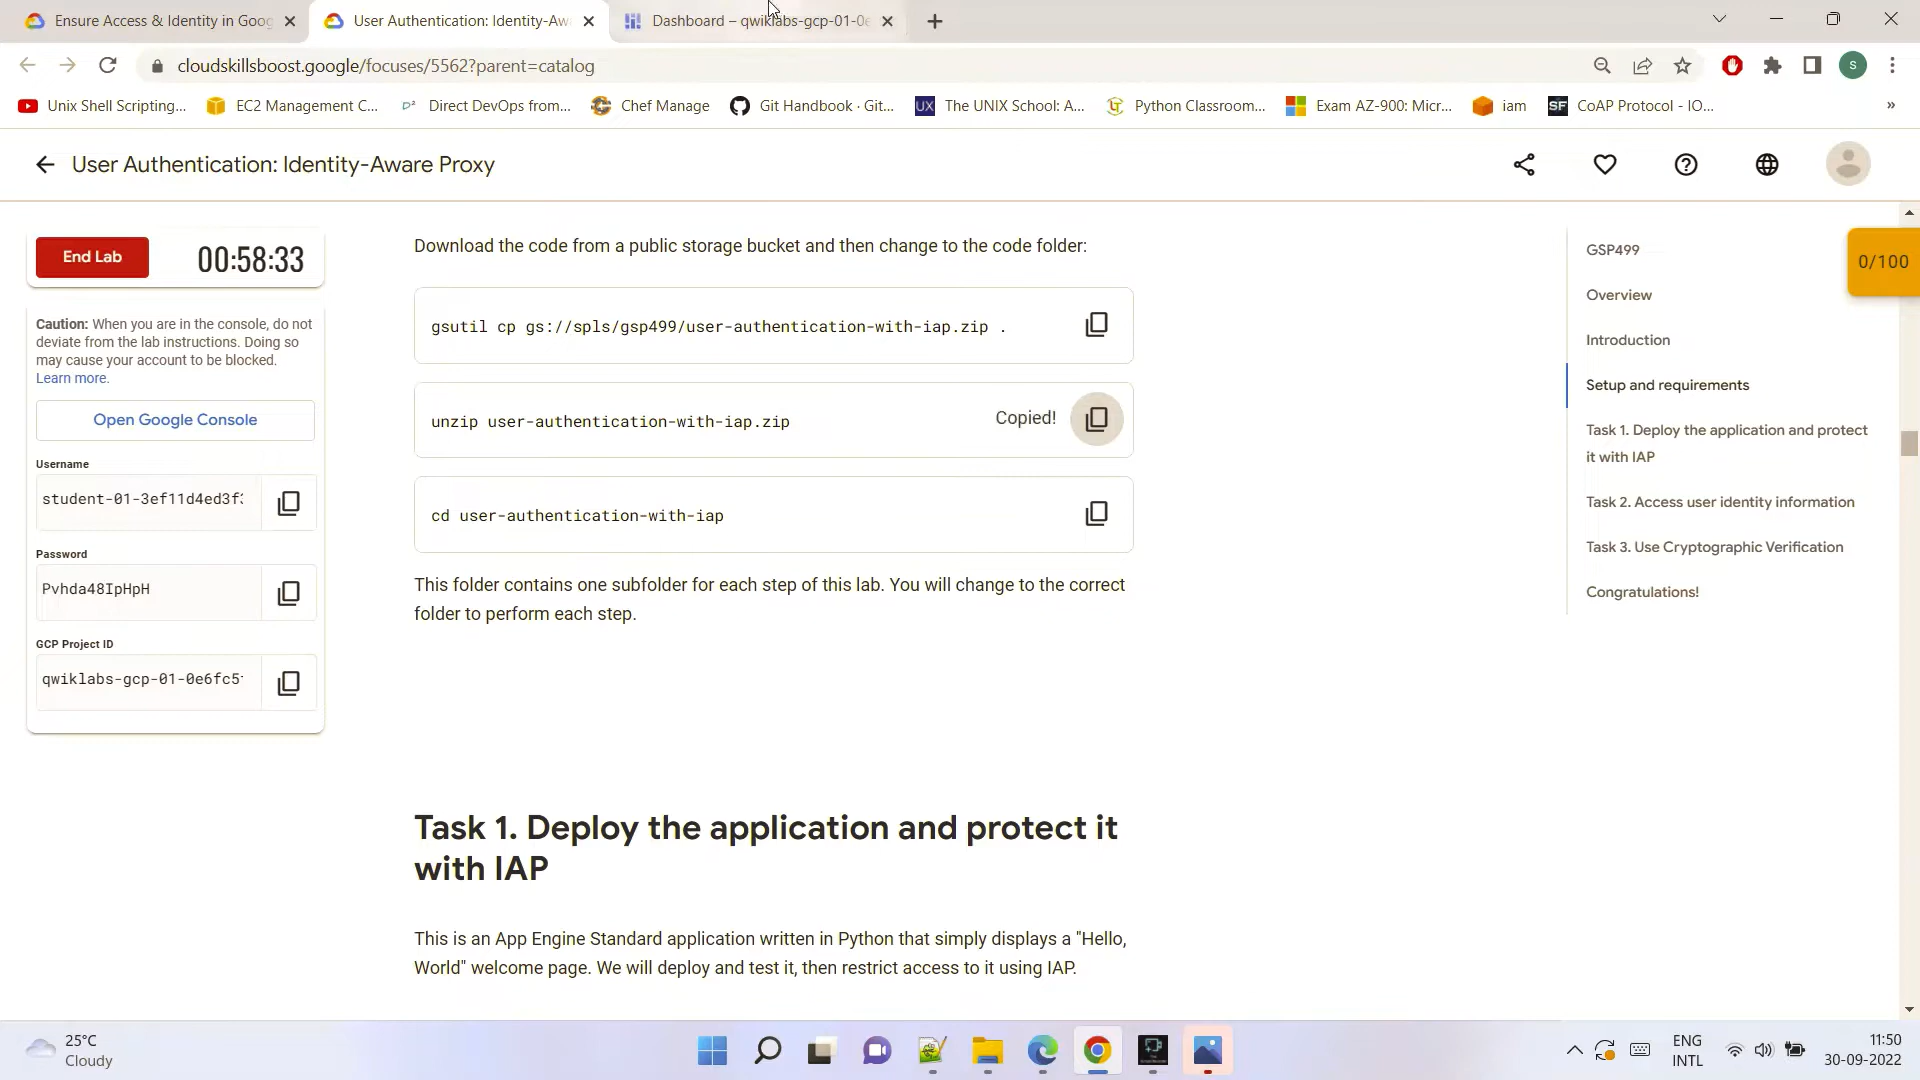 Ensure Access & Identity in Goog
User Authentication: Identity-Aw
Dashboard – qwiklabs-gcp-01-0e
cloudskillsboost.google/focuses/5562?parent=catalog
S
Unix Shell Scripting...
EC2 Management C...
Direct DevOps from...
Chef Manage
Git Handbook · Git...
UX
The UNIX School: A...
Python Classroom...
Exam AZ-900: Micr...
iam
SF
CoAP Protocol - IO...
»
User Authentication: Identity-Aware Proxy
End Lab
00:58:33
Caution: When you are in the console, do not
deviate from the lab instructions. Doing so
may cause your account to be blocked.
Learn more.
Open Google Console
Username
student-01-3ef11d4ed3f
Password
Pvhda48IpHpH
GCP Project ID
qwiklabs-gcp-01-0e6fc5
Download the code from a public storage bucket and then change to the code folder:
gsutil cp gs://spls/gsp499/user-authentication-with-iap.zip .
unzip user-authentication-with-iap.zip
Copied!
cd user-authentication-with-iap
This folder contains one subfolder for each step of this lab. You will change to the correct
folder to perform each step.
Task 1. Deploy the application and protect it
with IAP
This is an App Engine Standard application written in Python that simply displays a "Hello,
World" welcome page. We will deploy and test it, then restrict access to it using IAP.
GSP499
Overview
Introduction
Setup and requirements
Task 1. Deploy the application and protect
it with IAP
Task 2. Access user identity information
Task 3. Use Cryptographic Verification
Congratulations!
0/100
25°C
Cloudy
ENG
INTL
11:50
30-09-2022